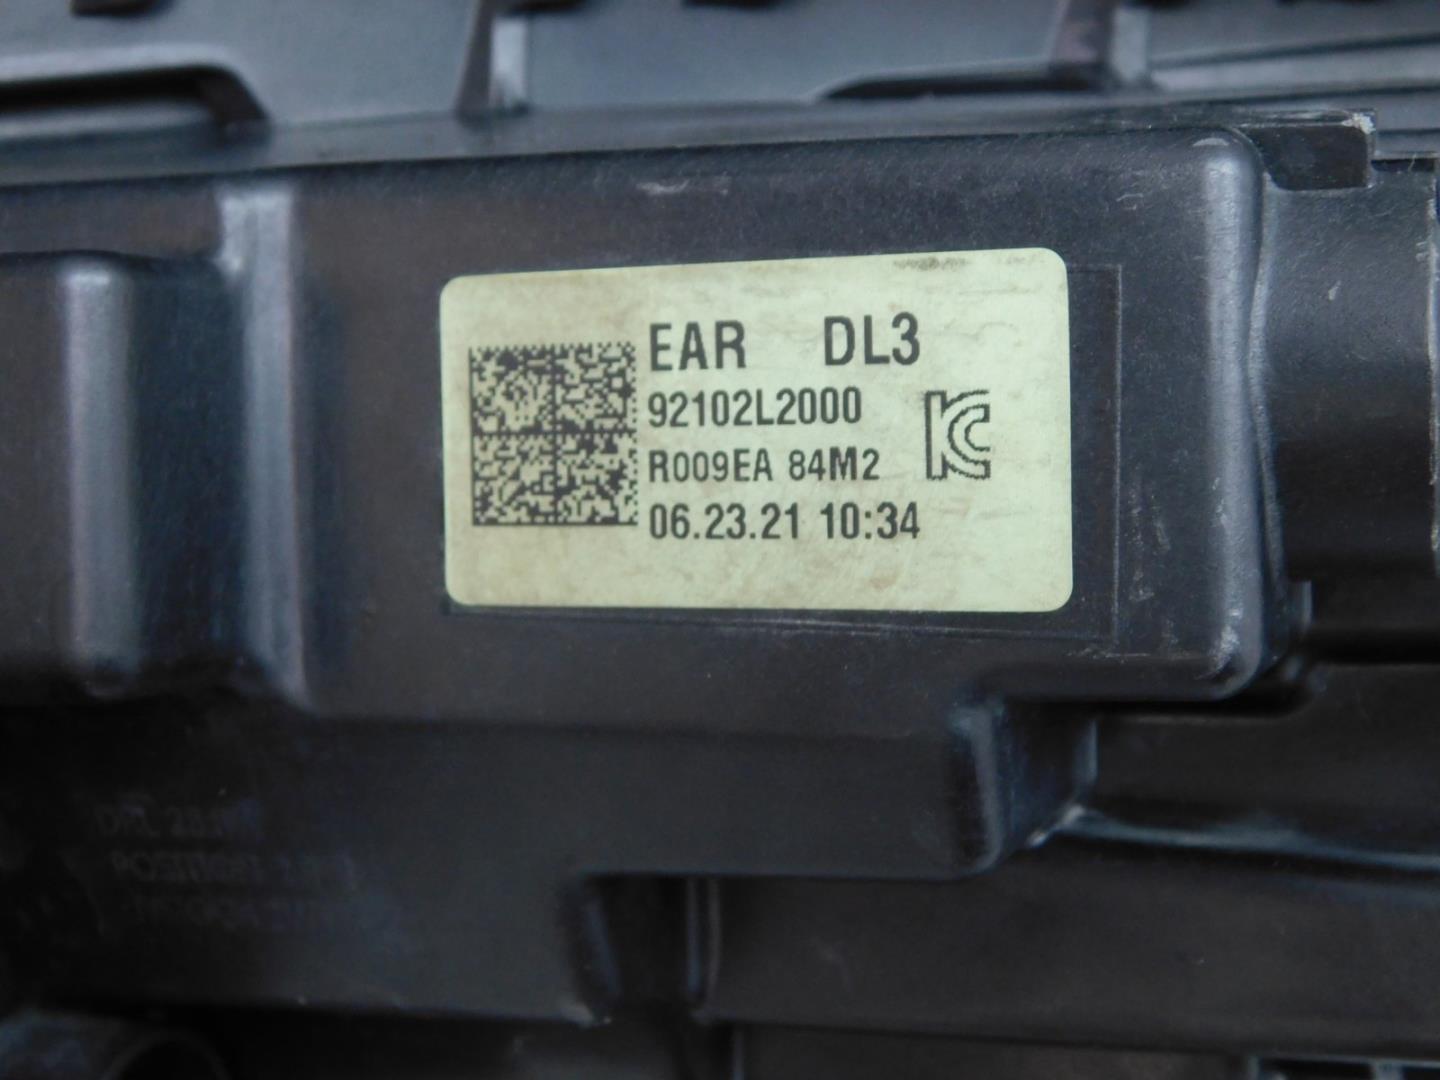 EAR DL3
92102L2000
R009EA 84M2
06.23.21 10:34